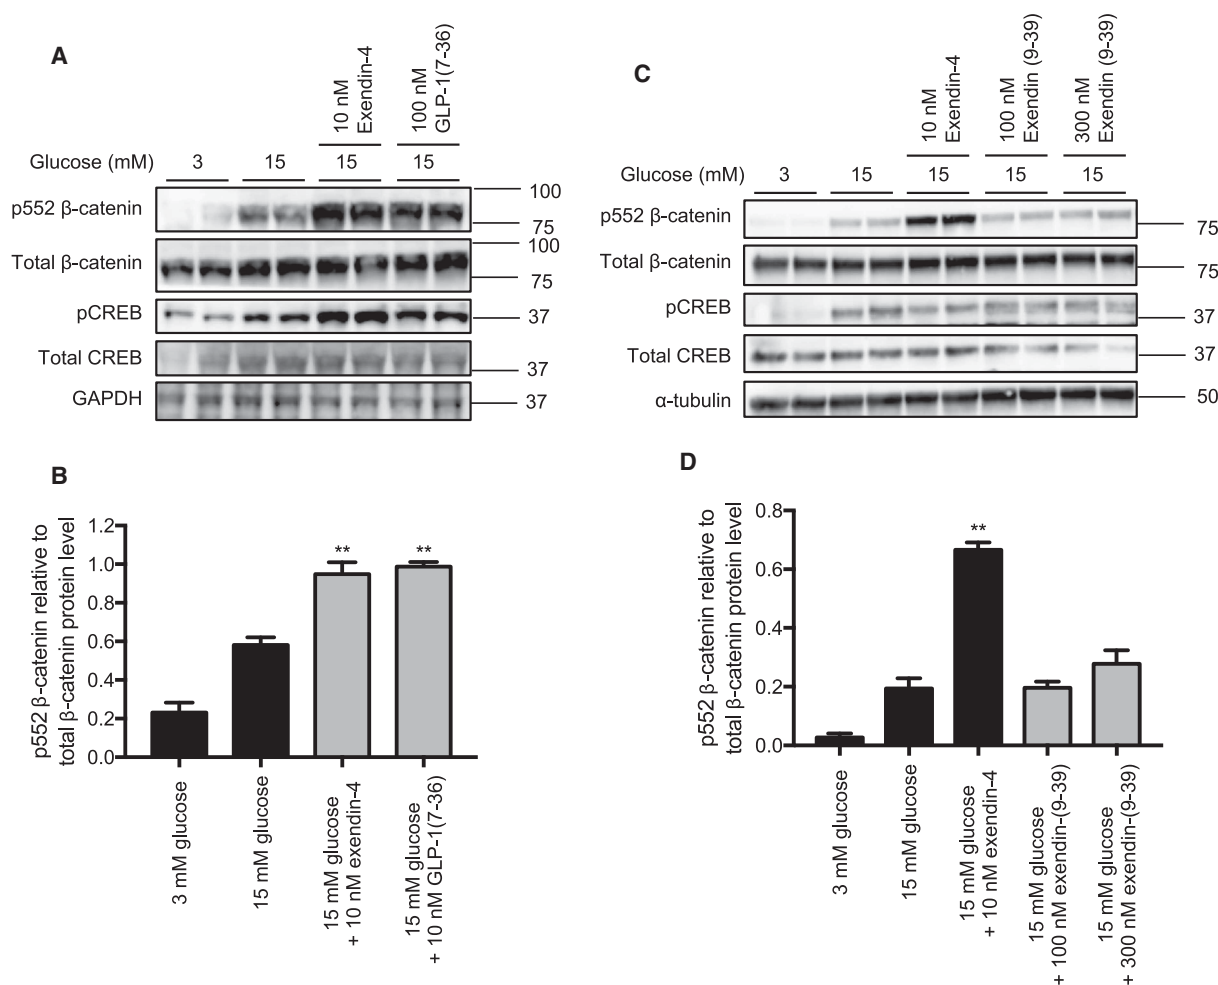 A
10 nM
Exendin-4
100 nM
GLP-1(7-36)
Glucose (mM) 3 15 15 15
p552 β-catenin 100
75
Total β-catenin 100
75
pCREB 37
Total CREB 37
GAPDH 37
B
p552 β-catenin relative to
total β-catenin protein level
1.2
1.0
0.8
0.6
0.4
0.2
0.0
** **
3 mM glucose
15 mM glucose
15 mM glucose
+ 10 nM exendin-4
15 mM glucose
+ 10 nM GLP-1(7-36)
C
10 nM
Exendin-4
100 nM
Exendin (9-39)
300 nM
Exendin (9-39)
Glucose (mM) 3 15 15 15 15
p552 β-catenin 75
Total β-catenin 75
pCREB 37
Total CREB 37
α-tubulin 50
D
p552 β-catenin relative to
total β-catenin protein level
0.8
0.6
0.4
0.2
0.0
**
3 mM glucose
15 mM glucose
15 mM glucose
+ 10 nM exendin-4
15 mM glucose
+ 100 nM exendin-(9-39)
15 mM glucose
+ 300 nM exendin-(9-39)